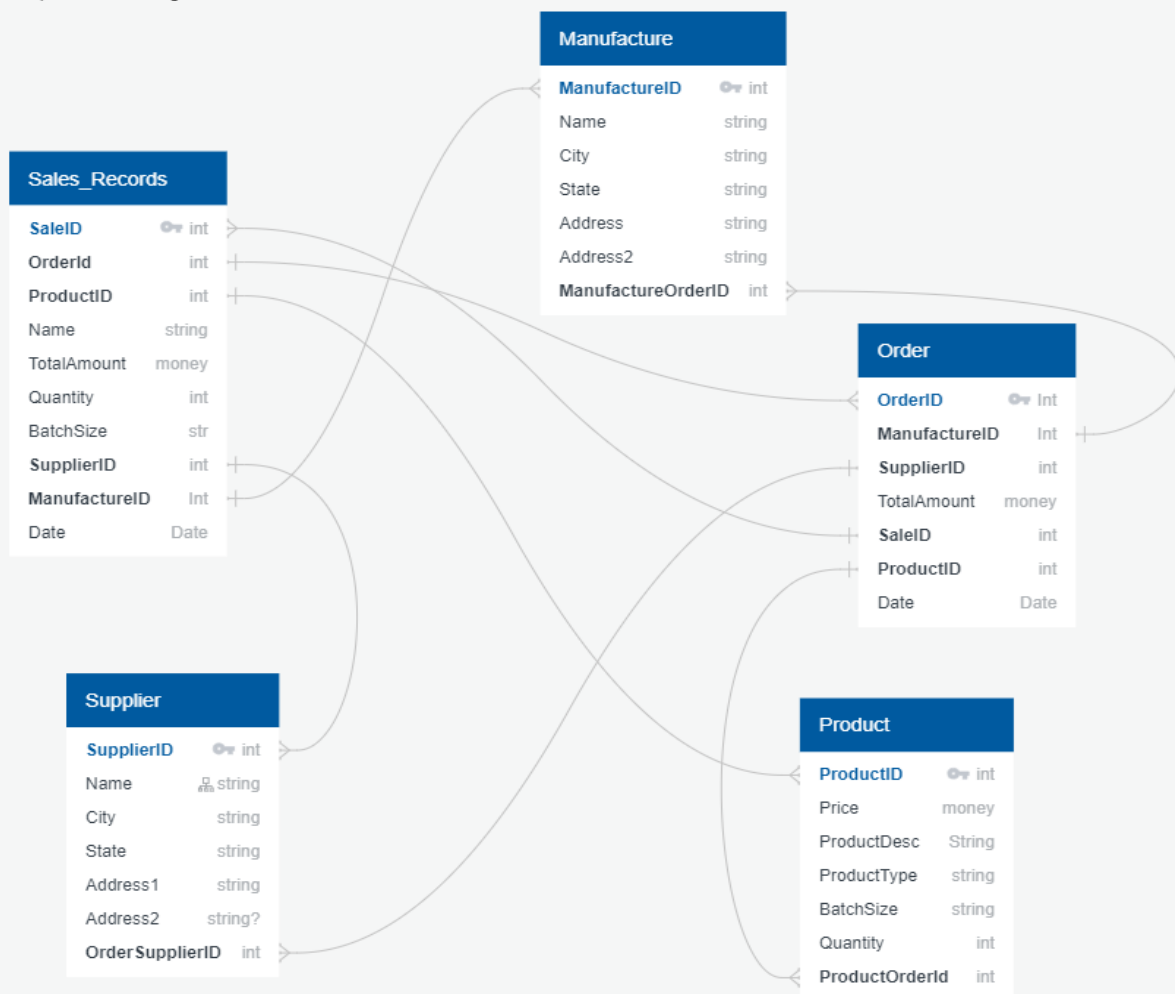 Manufacture
ManufactureID int
Name string
City string
State string
Address string
Address2 string
ManufactureOrderID int
Sales_Records
SaleID int
OrderId int
ProductID int
Name string
TotalAmount money
Quantity int
BatchSize str
SupplierID int
ManufactureID Int
Date Date
Order
OrderID Int
ManufactureID Int
SupplierID int
TotalAmount money
SaleID int
ProductID int
Date Date
Supplier
SupplierID int
Name string
City string
State string
Address1 string
Address2 string?
OrderSupplierID int
Product
ProductID int
Price money
ProductDesc String
ProductType string
BatchSize string
Quantity int
ProductOrderId int